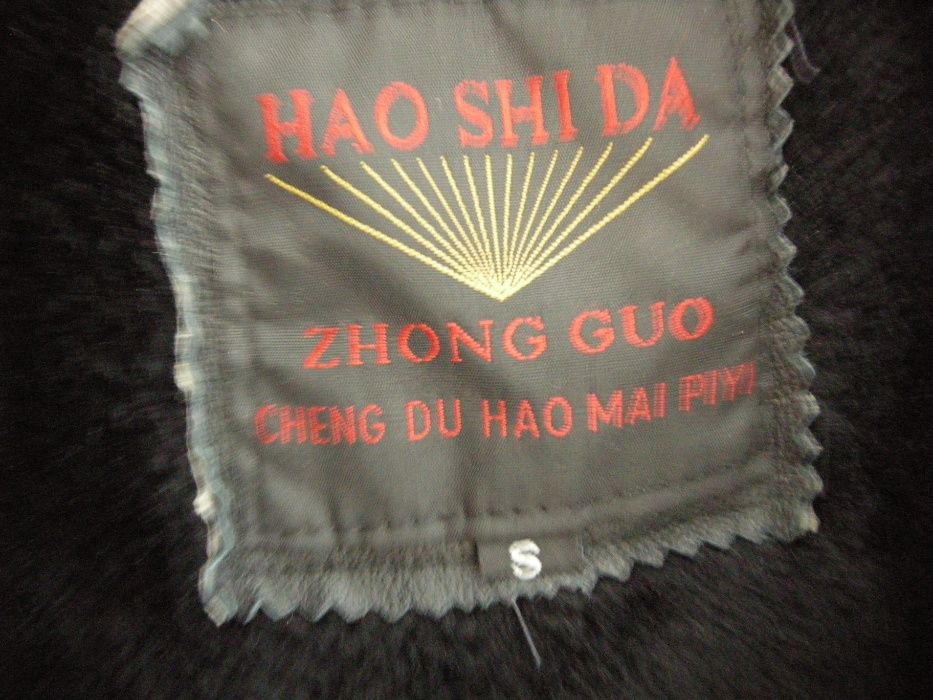 HAO SHI DA
ZHONG GUO
CHENG DU HAO MAI PIYI
S